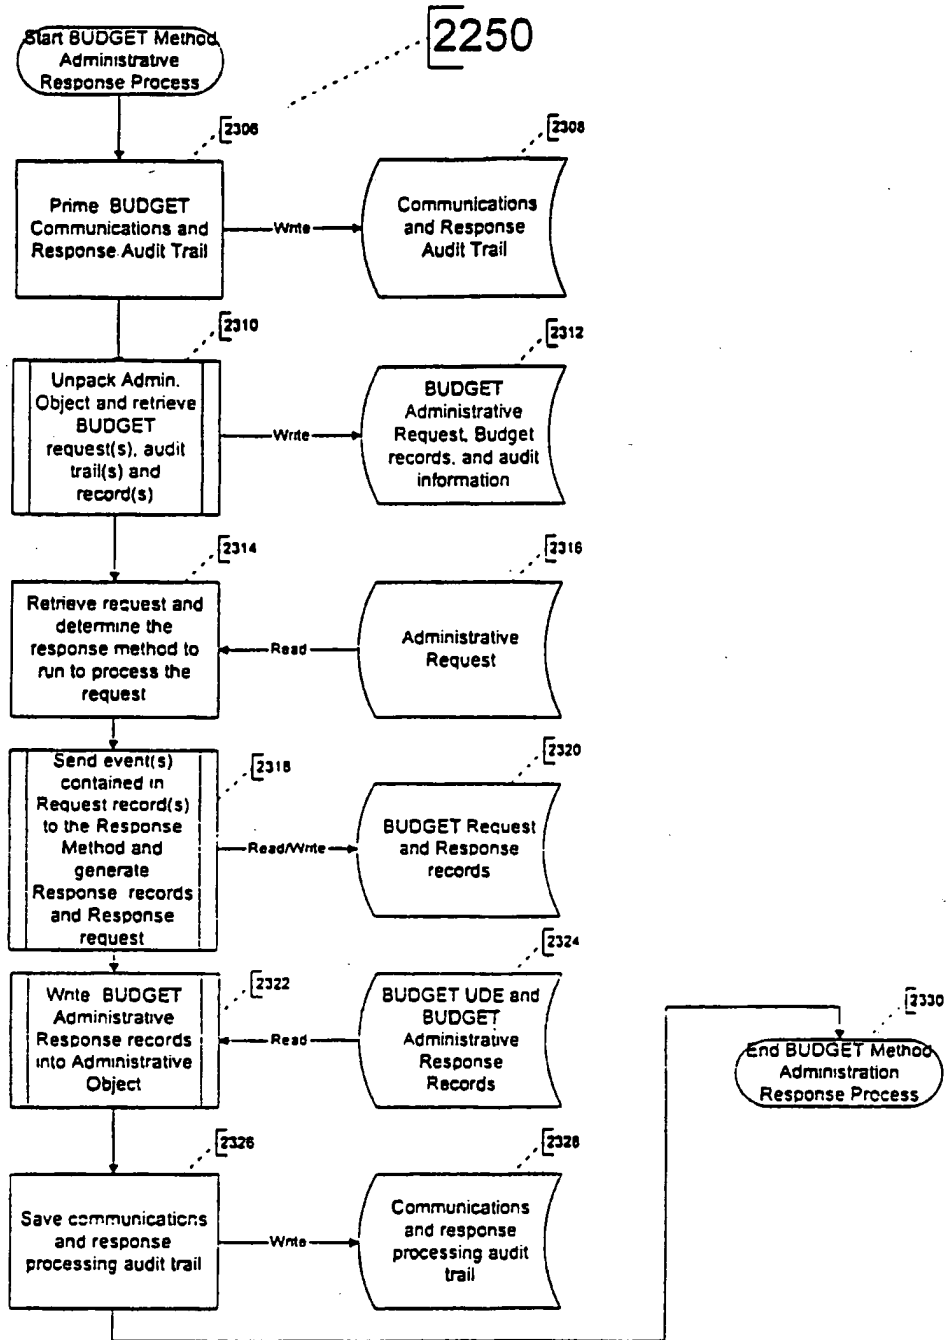 2250
Start BUDGET Method
Administrative
Response Process
2306
2308
Prime BUDGET
Communications and
Response Audit Trail
Write
Communications
and Response
Audit Trail
2310
2312
Unpack Admin.
Object and retrieve
BUDGET
request(s), audit
trail(s) and
record(s)
Write
BUDGET
Administrative
Request, Budget
records, and audit
information
2314
2316
Retrieve request and
determine the
response method to
run to process the
request
Read
Administrative
Request
2318
2320
Send event(s)
contained in
Request record(s)
to the Response
Method and
generate
Response records
and Response
request
Read/Write
BUDGET Request
and Response
records
2322
2324
Write BUDGET
Administrative
Response records
into Administrative
Object
Read
BUDGET UDE and
BUDGET
Administrative
Response
Records
2330
End BUDGET Method
Administration
Response Process
2326
2328
Save communications
and response
processing audit trail
Write
Communications
and response
processing audit
trail